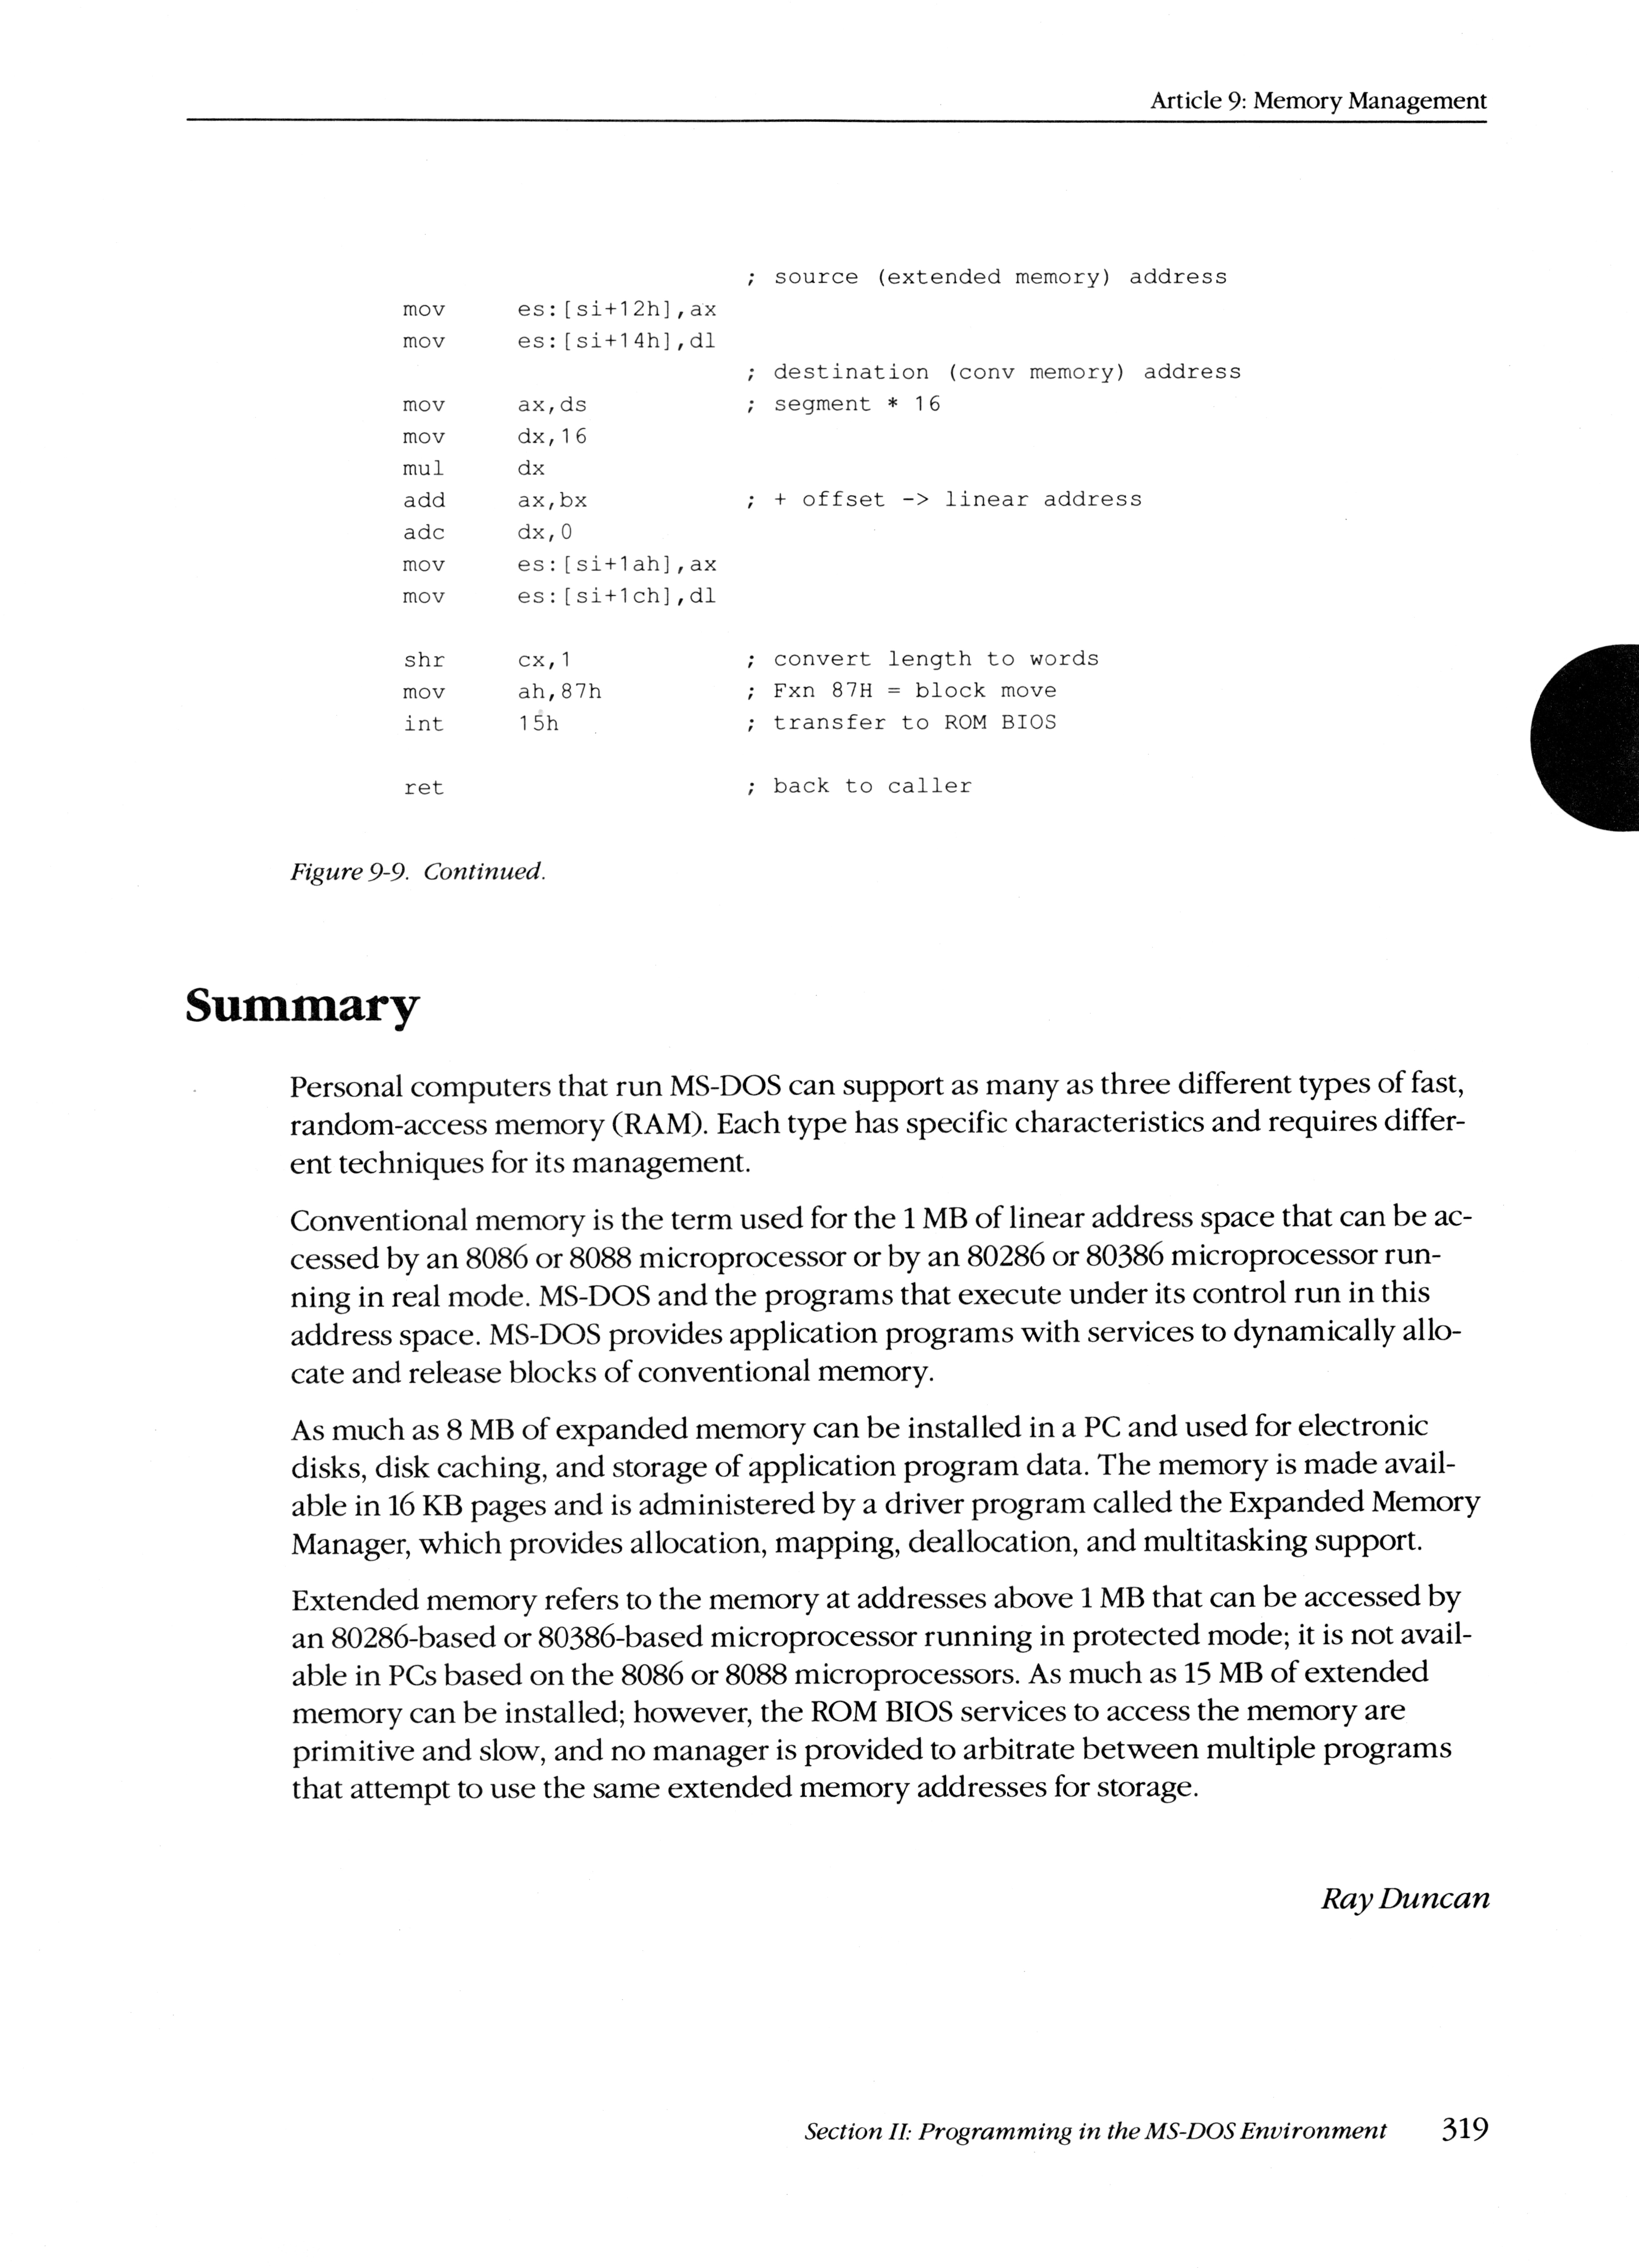 Article 9: Memory Management
; source (extended memory) address
mov es:[si+12h],ax
mov es:[si+14h],dl
; destination (conv memory) address
mov ax,ds ; segment * 16
mov dx,16
mul dx
add ax,bx ; + offset -> linear address
adc dx,0
mov es:[si+1ah],ax
mov es:[si+1ch],dl
shr cx,1 ; convert length to words
mov ah,87h ; Fxn 87H = block move
int 15h ; transfer to ROM BIOS
ret ; back to caller
Figure 9-9. Continued.
Summary
Personal computers that run MS-DOS can support as many as three different types of fast,
random-access memory (RAM). Each type has specific characteristics and requires differ-
ent techniques for its management.
Conventional memory is the term used for the 1 MB of linear address space that can be ac-
cessed by an 8086 or 8088 microprocessor or by an 80286 or 80386 microprocessor run-
ning in real mode. MS-DOS and the programs that execute under its control run in this
address space. MS-DOS provides application programs with services to dynamically allo-
cate and release blocks of conventional memory.
As much as 8 MB of expanded memory can be installed in a PC and used for electronic
disks, disk caching, and storage of application program data. The memory is made avail-
able in 16 KB pages and is administered by a driver program called the Expanded Memory
Manager, which provides allocation, mapping, deallocation, and multitasking support.
Extended memory refers to the memory at addresses above 1 MB that can be accessed by
an 80286-based or 80386-based microprocessor running in protected mode; it is not avail-
able in PCs based on the 8086 or 8088 microprocessors. As much as 15 MB of extended
memory can be installed; however, the ROM BIOS services to access the memory are
primitive and slow, and no manager is provided to arbitrate between multiple programs
that attempt to use the same extended memory addresses for storage.
Ray Duncan
Section II: Programming in the MS-DOS Environment 319